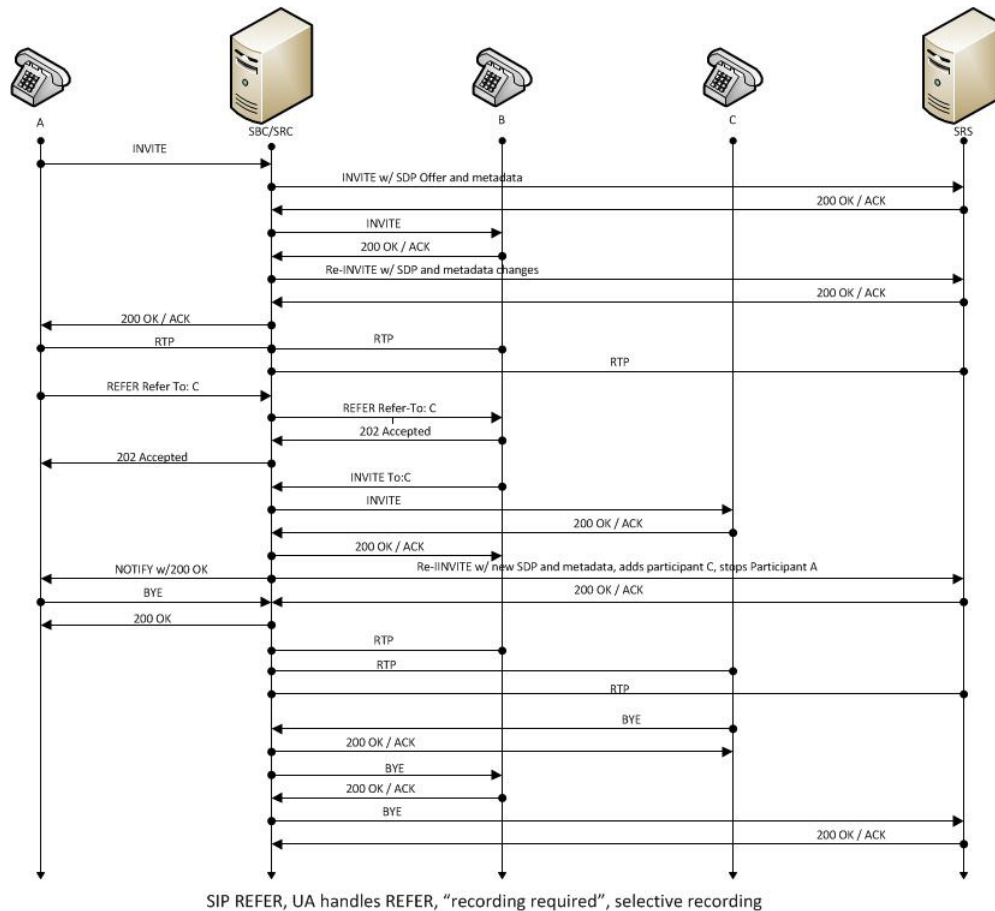 A
SBC/SRC
B
C
SRS
INVITE
INVITE w/ SDP Offer and metadata
200 OK / ACK
INVITE
200 OK / ACK
Re-INVITE w/ SDP and metadata changes
200 OK / ACK
200 OK / ACK
RTP
RTP
RTP
REFER Refer To: C
REFER Refer-To: C
202 Accepted
202 Accepted
INVITE To:C
INVITE
200 OK / ACK
200 OK / ACK
NOTIFY w/200 OK
Re-IINVITE w/ new SDP and metadata, adds participant C, stops Participant A
BYE
200 OK / ACK
200 OK
RTP
RTP
RTP
BYE
200 OK / ACK
BYE
200 OK / ACK
BYE
200 OK / ACK
SIP REFER, UA handles REFER, “recording required”, selective recording